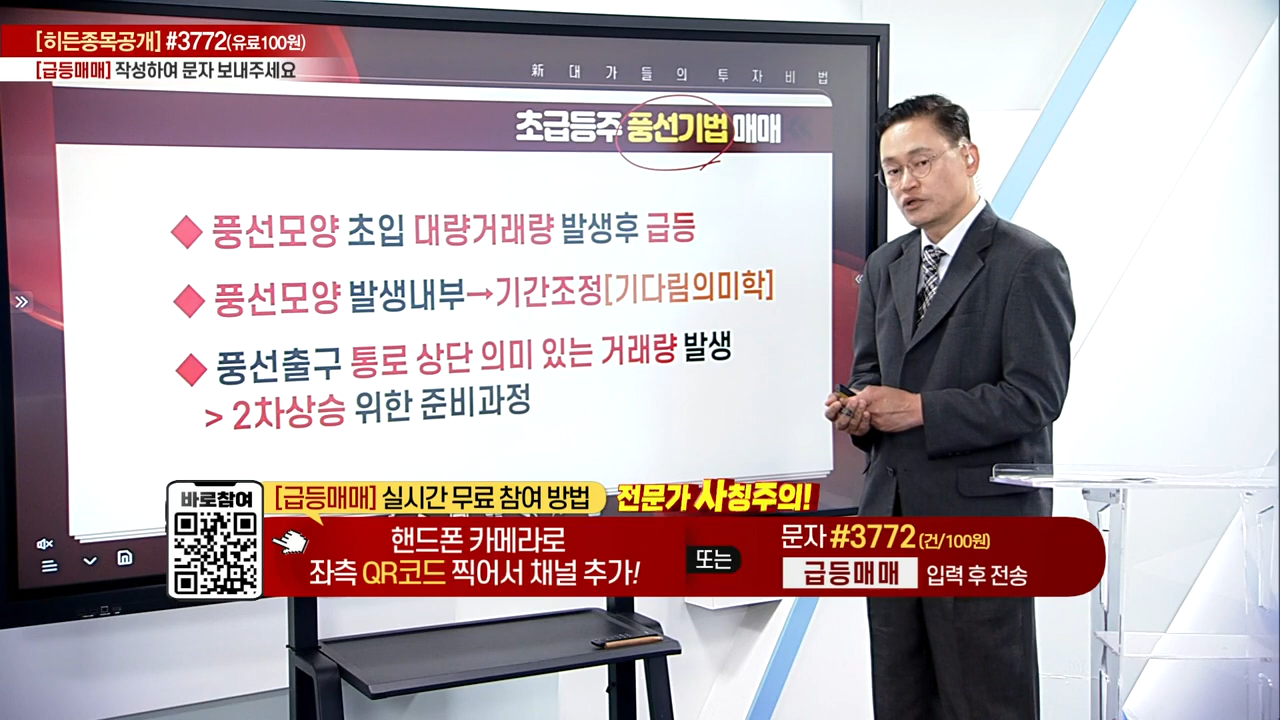 [히든종목공개] #3772(유료100원)
[급등매매] 작성하여 문자 보내주세요
新 대가들의 투자비법
초급등주 풍선기법 매매
◆ 풍선모양 초입 대량거래량 발생후 급등
◆ 풍선모양 발생내부→기간조정[기다림의미학]
◆ 풍선출구 통로 상단 의미 있는 거래량 발생
> 2차상승 위한 준비과정
바로참여
[급등매매] 실시간 무료 참여 방법
전문가 사칭주의!
핸드폰 카메라로
좌측 QR코드 찍어서 채널 추가!
또는
문자 #3772 (건/100원)
급등매매 입력 후 전송